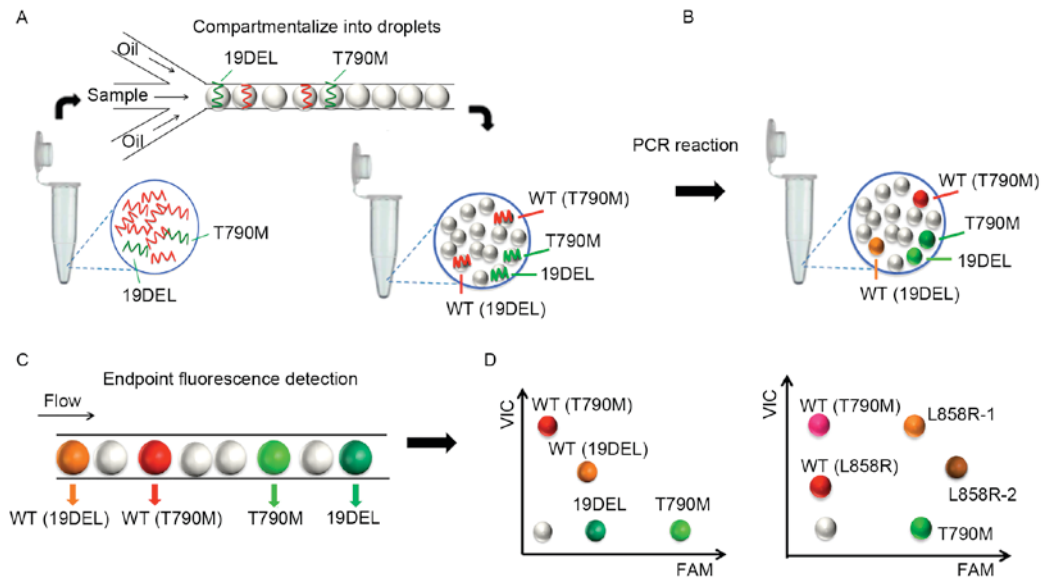 A
Compartmentalize into droplets
Oil
19DEL
T790M
Sample
Oil
T790M
19DEL
WT (T790M)
T790M
19DEL
WT (19DEL)
B
PCR reaction
WT (T790M)
T790M
19DEL
WT (19DEL)
C
Endpoint fluorescence detection
Flow
WT (19DEL)
WT (T790M)
T790M
19DEL
D
VIC
WT (T790M)
WT (19DEL)
19DEL
T790M
FAM
VIC
WT (T790M)
L858R-1
WT (L858R)
L858R-2
T790M
FAM